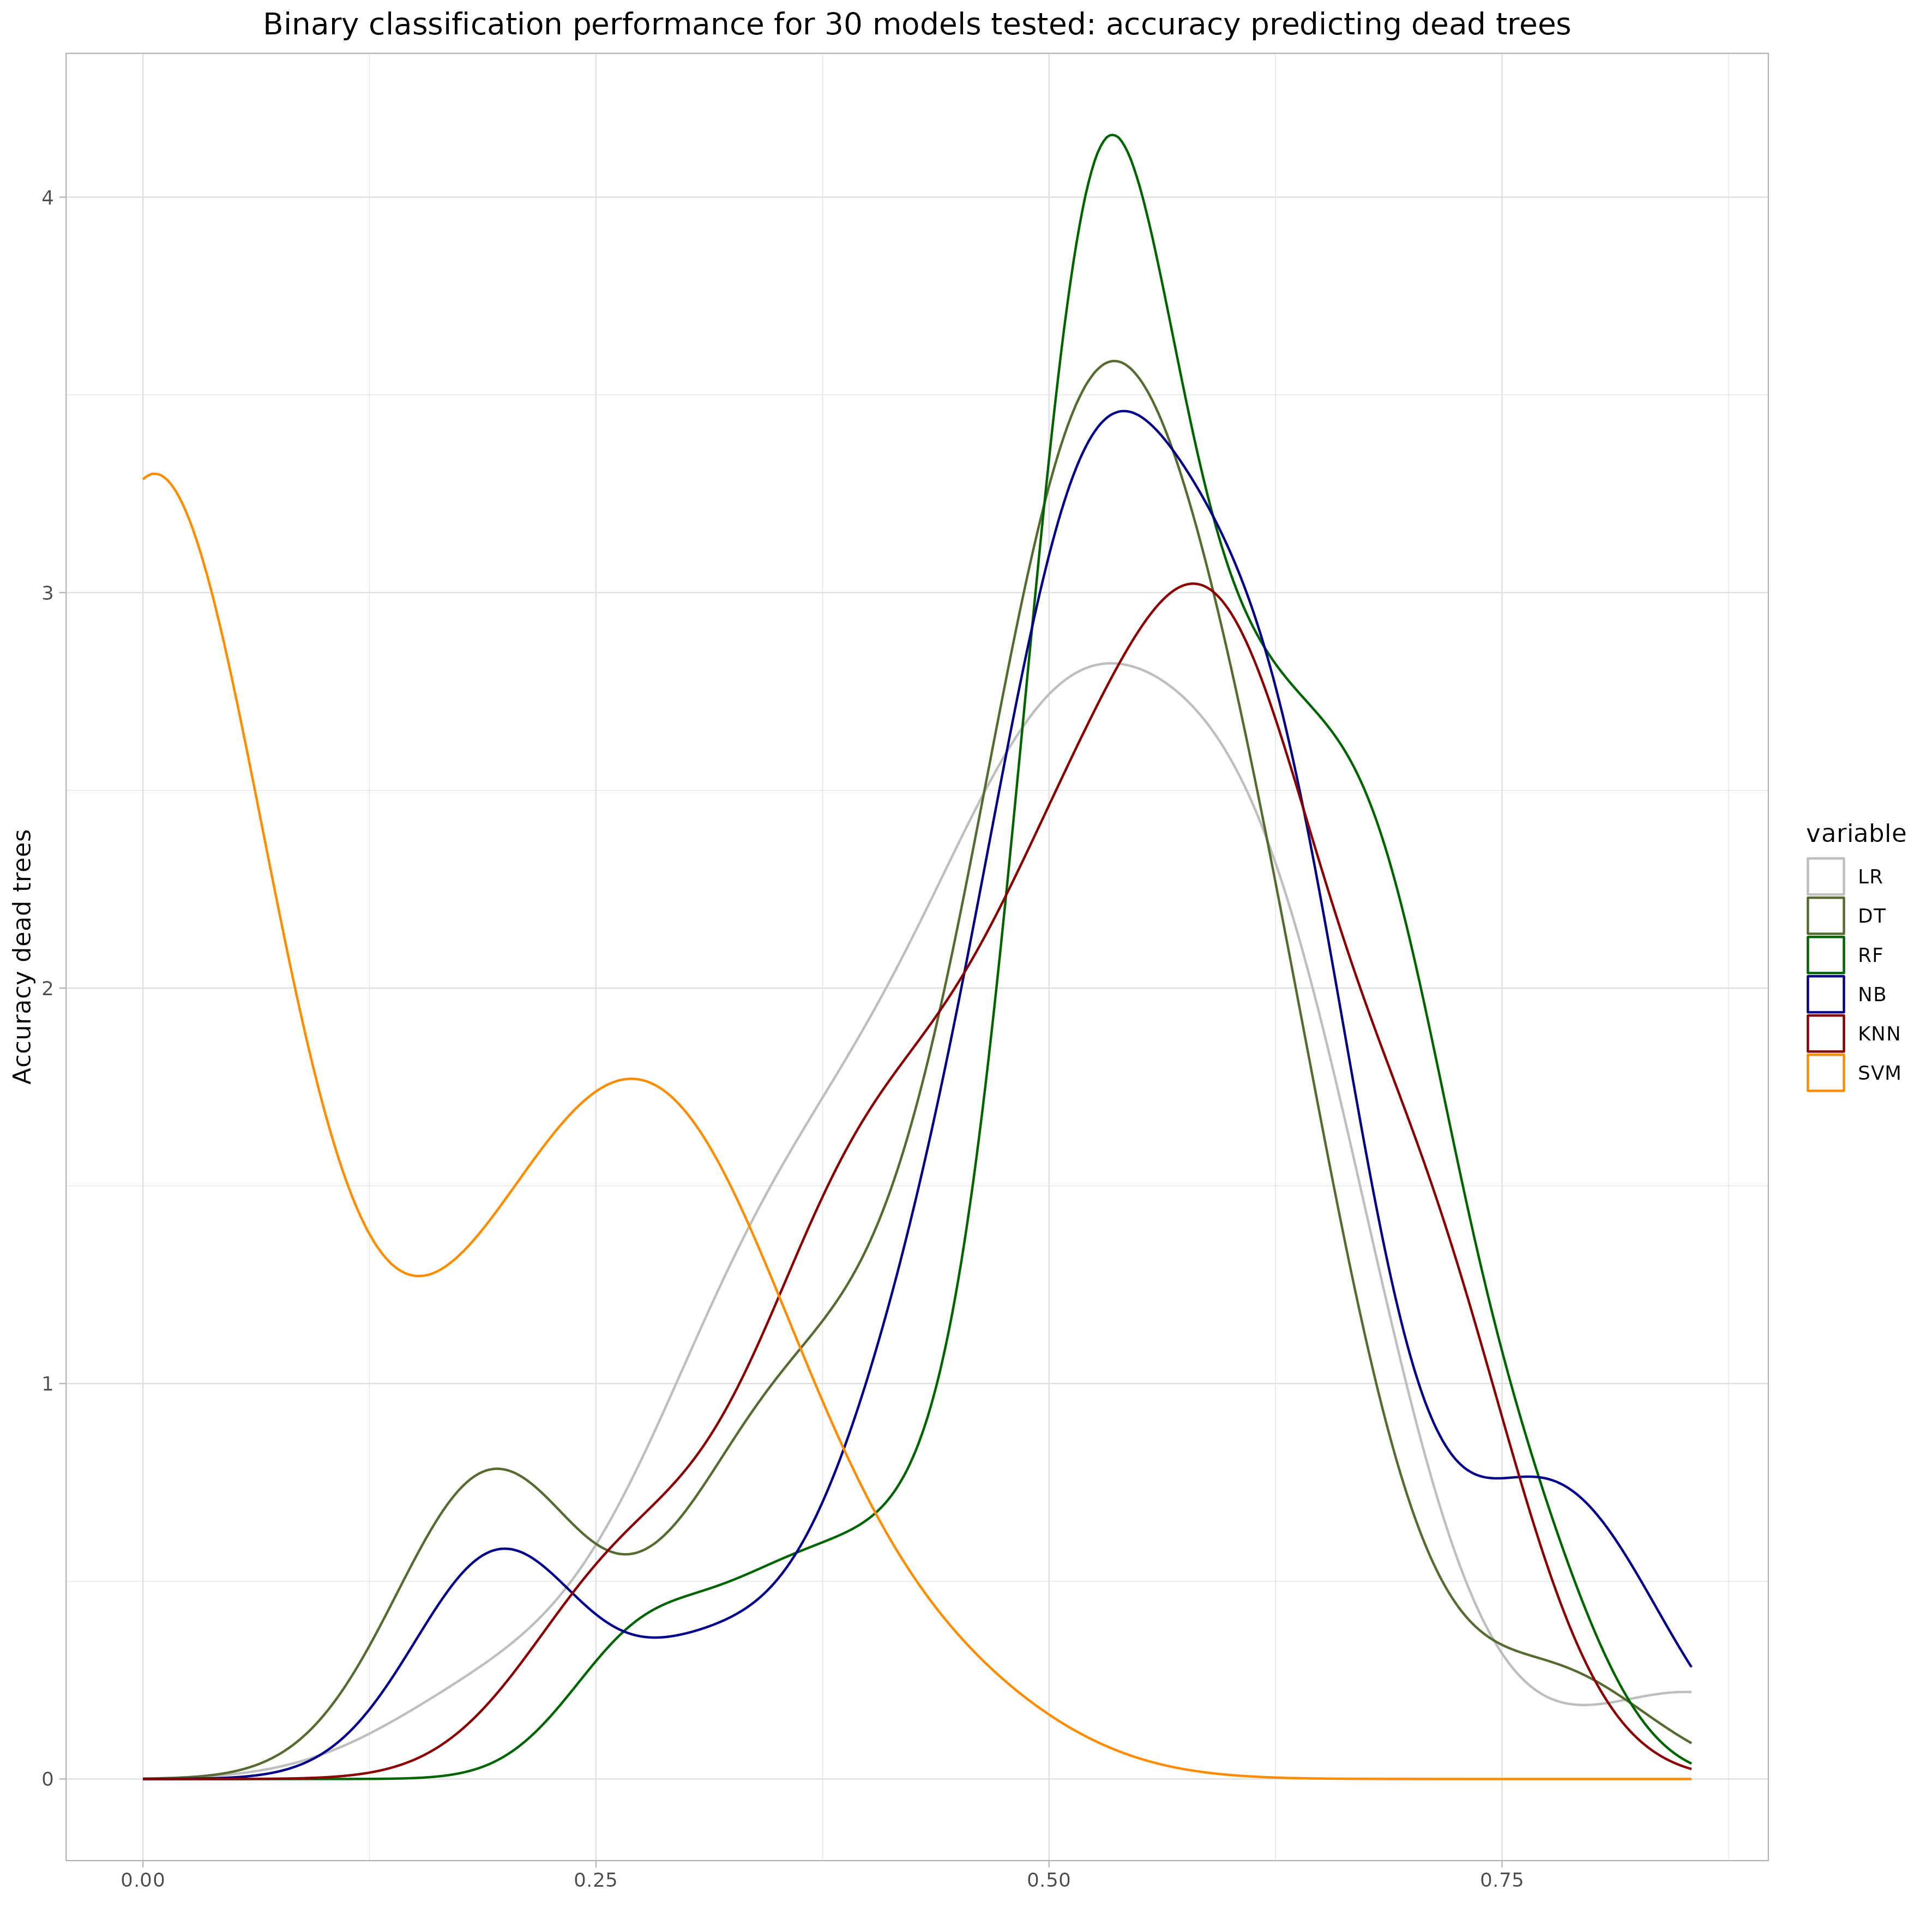 Binary classification performance for 30 models tested: accuracy predicting dead trees
Accuracy dead trees
4
3
2
1
0
0.00
0.25
0.50
0.75
variable
LR
DT
RF
NB
KNN
SVM